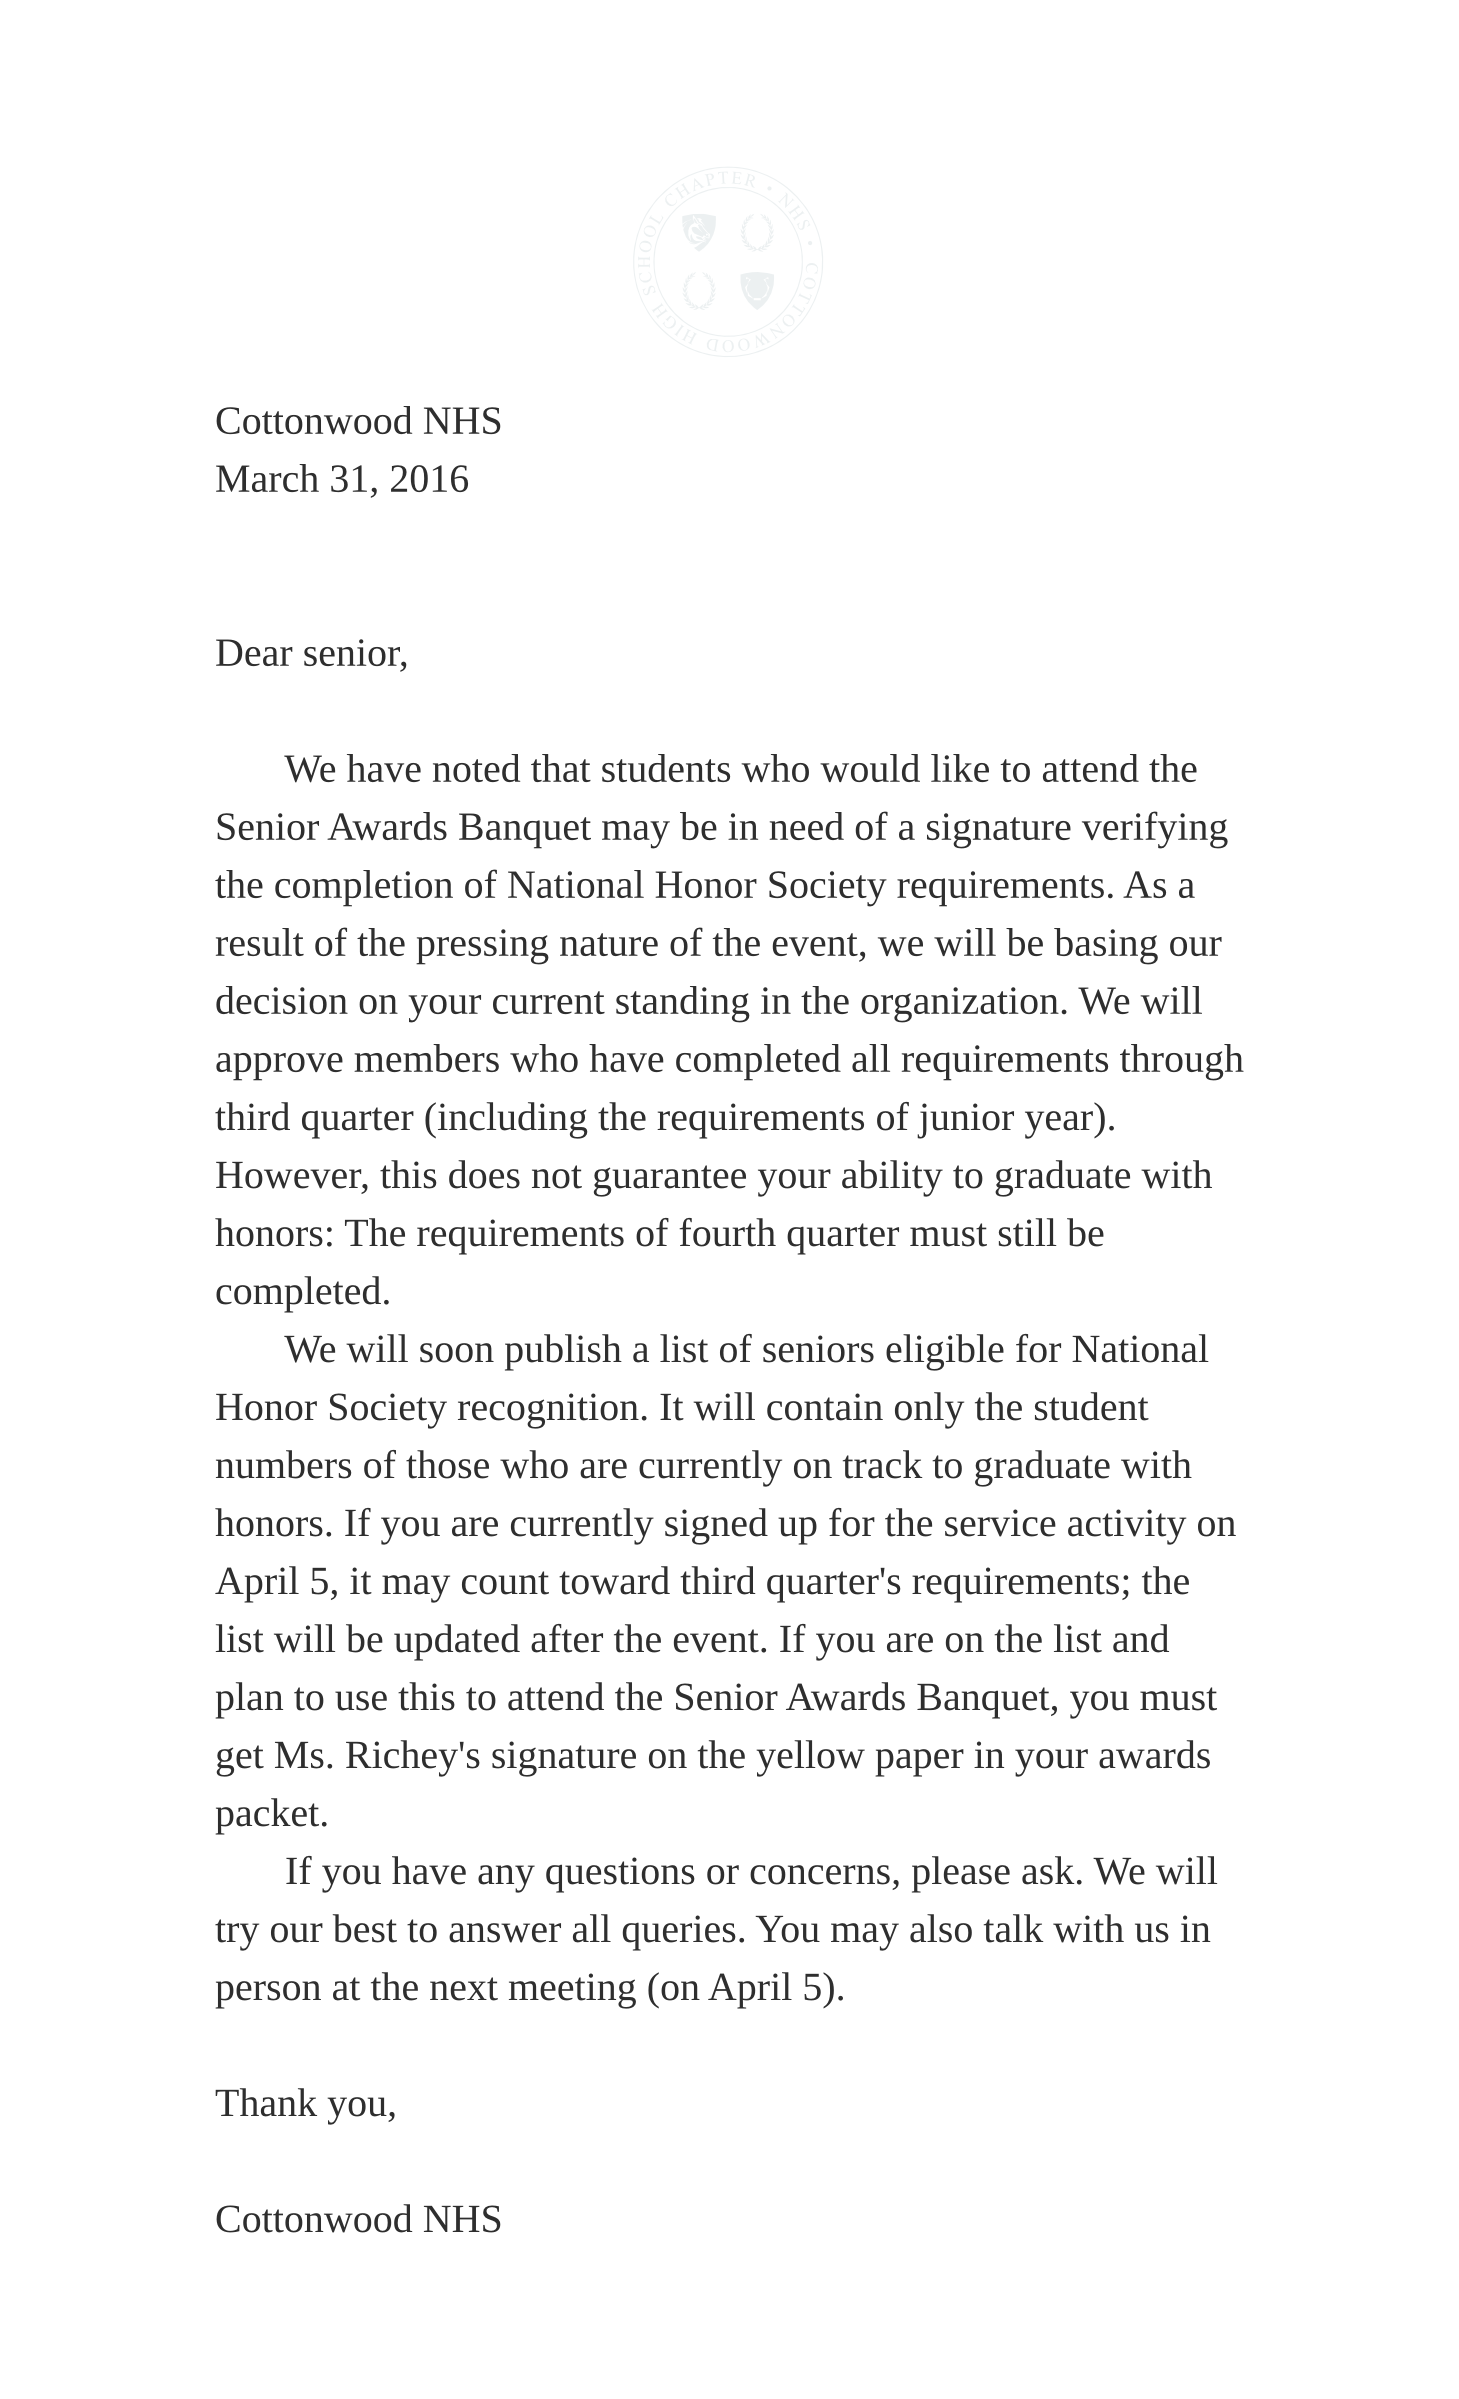 COTTONWOOD HIGH SCHOOL CHAPTER • NHS •
Cottonwood NHS
March 31, 2016
Dear senior,
We have noted that students who would like to attend the
Senior Awards Banquet may be in need of a signature verifying
the completion of National Honor Society requirements. As a
result of the pressing nature of the event, we will be basing our
decision on your current standing in the organization. We will
approve members who have completed all requirements through
third quarter (including the requirements of junior year).
However, this does not guarantee your ability to graduate with
honors: The requirements of fourth quarter must still be
completed.
We will soon publish a list of seniors eligible for National
Honor Society recognition. It will contain only the student
numbers of those who are currently on track to graduate with
honors. If you are currently signed up for the service activity on
April 5, it may count toward third quarter's requirements; the
list will be updated after the event. If you are on the list and
plan to use this to attend the Senior Awards Banquet, you must
get Ms. Richey's signature on the yellow paper in your awards
packet.
If you have any questions or concerns, please ask. We will
try our best to answer all queries. You may also talk with us in
person at the next meeting (on April 5).
Thank you,
Cottonwood NHS